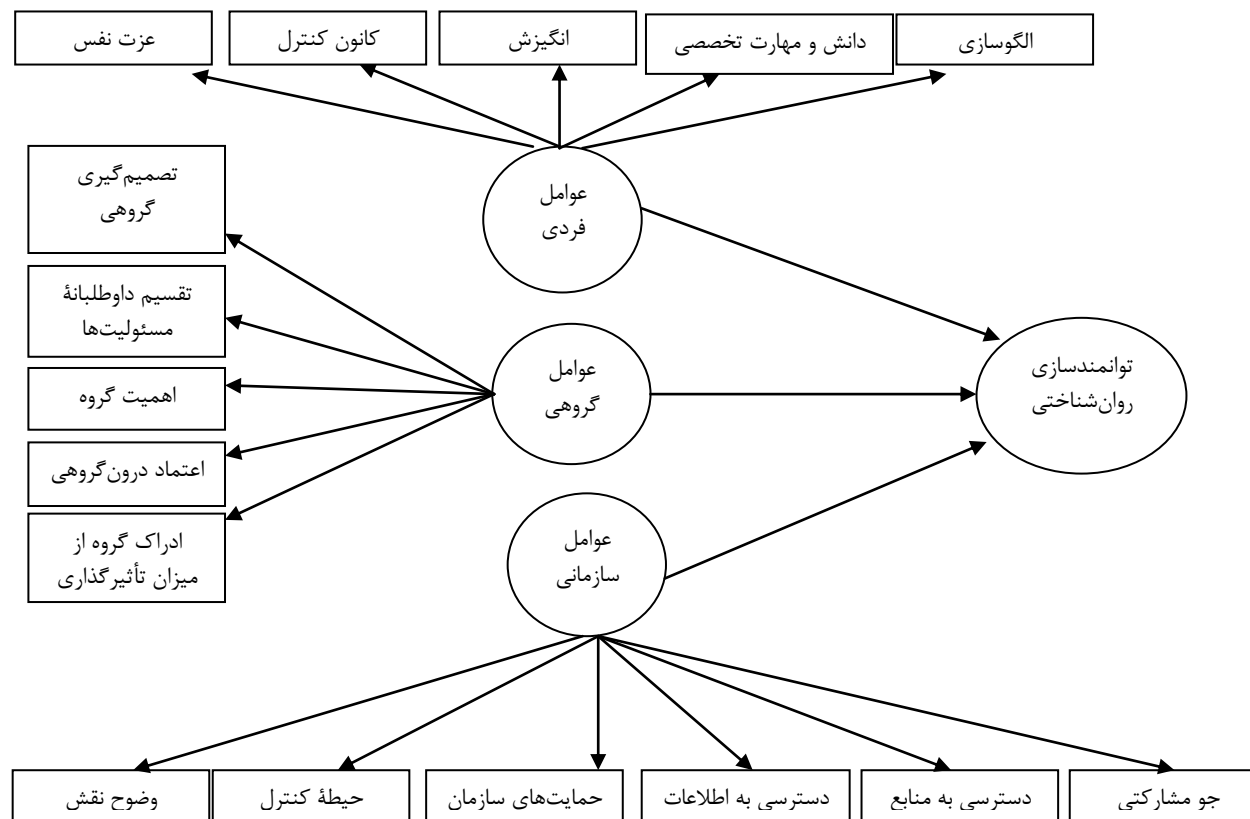 الگوسازی
دانش و مهارت تخصصی
انگیزش
کانون کنترل
عزت نفس
عوامل
فردی
تصمیم‌گیری
گروهی
تقسیم داوطلبانهٔ
مسئولیت‌ها
اهمیت گروه
اعتماد درون‌گروهی
ادراک گروه از
میزان تأثیرگذاری
عوامل
گروهی
توانمندسازی
روان‌شناختی
عوامل
سازمانی
جو مشارکتی
دسترسی به منابع
دسترسی به اطلاعات
حمایت‌های سازمان
حیطهٔ کنترل
وضوح نقش